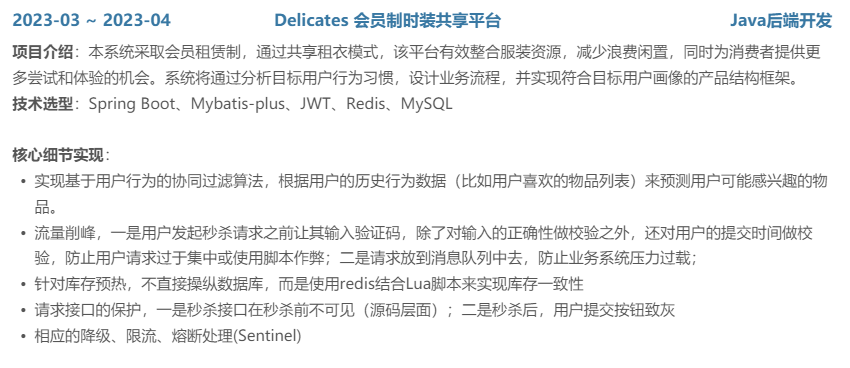 2023-03 ~ 2023-04 Delicates 会员制时装共享平台 Java后端开发
项目介绍：本系统采取会员租赁制，通过共享租衣模式，该平台有效整合服装资源，减少浪费闲置，同时为消费者提供更
多尝试和体验的机会。系统将通过分析目标用户行为习惯，设计业务流程，并实现符合目标用户画像的产品结构框架。
技术选型：Spring Boot、Mybatis-plus、JWT、Redis、MySQL
核心细节实现：
• 实现基于用户行为的协同过滤算法，根据用户的历史行为数据（比如用户喜欢的物品列表）来预测用户可能感兴趣的物
品。
• 流量削峰，一是用户发起秒杀请求之前让其输入验证码，除了对输入的正确性做校验之外，还对用户的提交时间做校
验，防止用户请求过于集中或使用脚本作弊；二是请求放到消息队列中去，防止业务系统压力过载；
• 针对库存预热，不直接操纵数据库，而是使用redis结合Lua脚本来实现库存一致性
• 请求接口的保护，一是秒杀接口在秒杀前不可见（源码层面）；二是秒杀后，用户提交按钮致灰
• 相应的降级、限流、熔断处理(Sentinel)